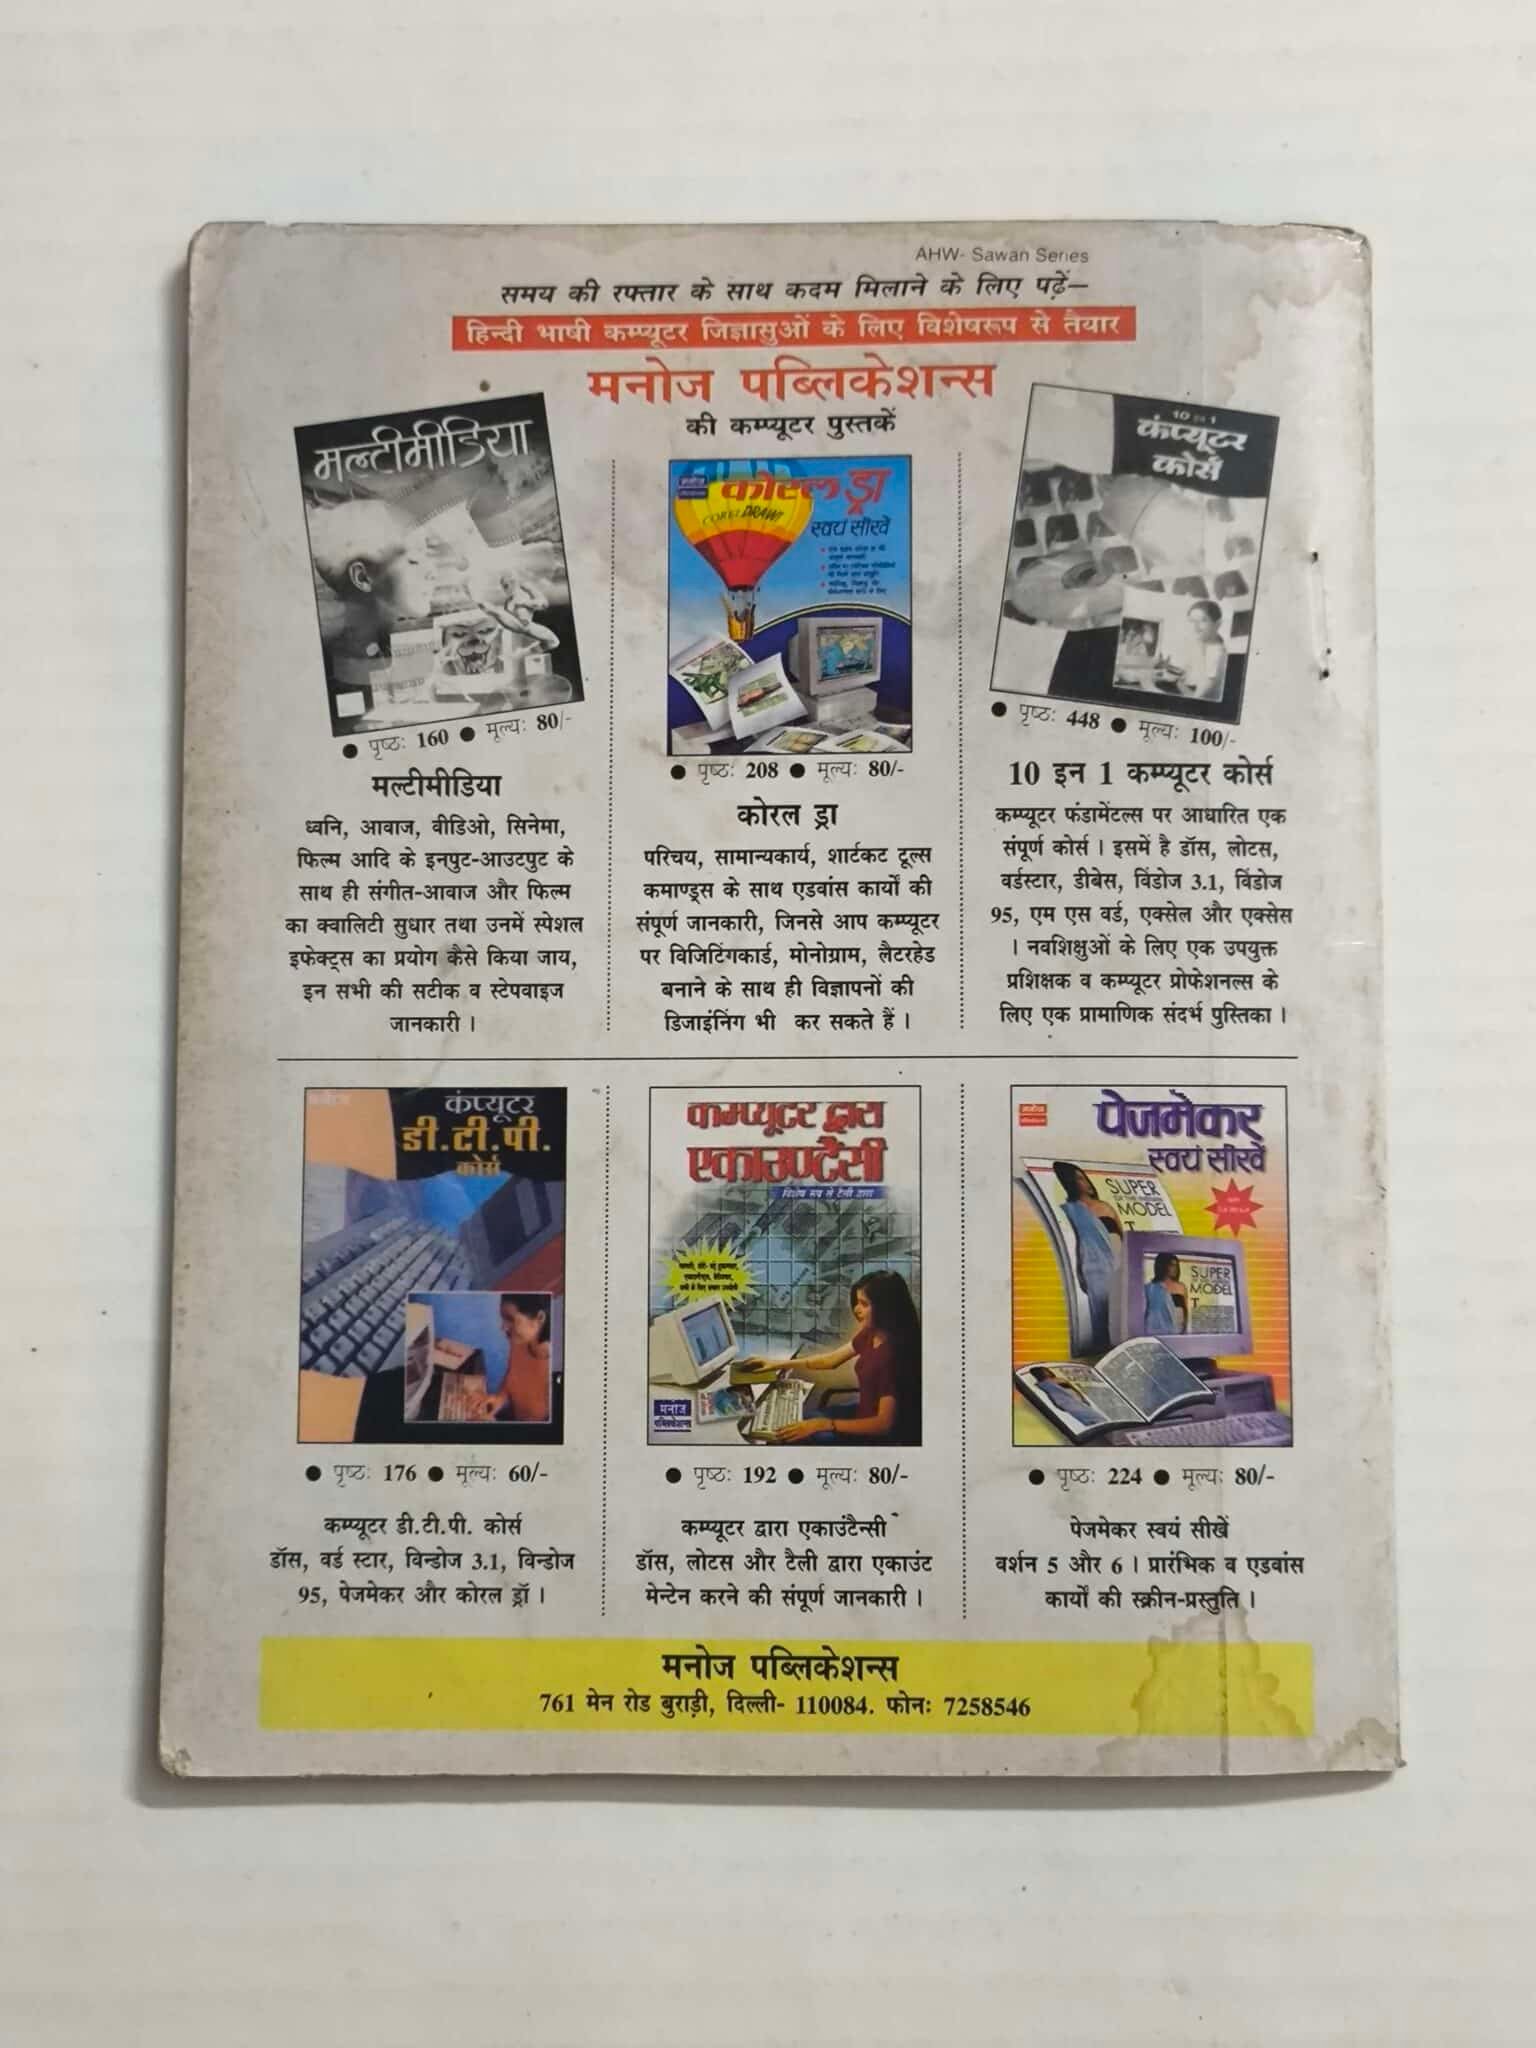 AHW- Sawan Series
समय की रफ्तार के साथ कदम मिलाने के लिए पढ़ें—
हिन्दी भाषी कम्प्यूटर जिज्ञासुओं के लिए विशेषरूप से तैयार
मनोज पब्लिकेशन्स
की कम्प्यूटर पुस्तकें
मल्टीमीडिया
● पृष्ठः 160 ● मूल्यः 80/-
मल्टीमीडिया
ध्वनि, आवाज, वीडिओ, सिनेमा,
फिल्म आदि के इनपुट-आउटपुट के
साथ ही संगीत-आवाज और फिल्म
का क्वालिटी सुधार तथा उनमें स्पेशल
इफेक्ट्स का प्रयोग कैसे किया जाय,
इन सभी की सटीक व स्टेपवाइज
जानकारी ।
मनोज
कोरल ड्रा
CORELDRAW!
स्वयं सीखें
● पृष्ठः 208 ● मूल्यः 80/-
कोरल ड्रा
परिचय, सामान्यकार्य, शार्टकट टूल्स
कमाण्ड्स के साथ एडवांस कार्यों की
संपूर्ण जानकारी, जिनसे आप कम्प्यूटर
पर विजिटिंगकार्ड, मोनोग्राम, लैटरहेड
बनाने के साथ ही विज्ञापनों की
डिजाइंनिंग भी कर सकते हैं ।
10 इन 1
कंप्यूटर
कोर्स
● पृष्ठः 448 ● मूल्यः 100/-
10 इन 1 कम्प्यूटर कोर्स
कम्प्यूटर फंडामेंटल्स पर आधारित एक
संपूर्ण कोर्स । इसमें है डॉस, लोटस,
वर्डस्टार, डीबेस, विंडोज 3.1, विंडोज
95, एम एस वर्ड, एक्सेल और एक्सेस
। नवशिक्षुओं के लिए एक उपयुक्त
प्रशिक्षक व कम्प्यूटर प्रोफेशनल्स के
लिए एक प्रामाणिक संदर्भ पुस्तिका ।
कंप्यूटर
डी.टी.पी.
कोर्स
● पृष्ठः 176 ● मूल्यः 60/-
कम्प्यूटर डी.टी.पी. कोर्स
डॉस, वर्ड स्टार, विन्डोज 3.1, विन्डोज
95, पेजमेकर और कोरल ड्रॉ ।
कम्प्यूटर द्वारा
एकाउण्टैंसी
विशेष रूप से टैली द्वारा
मनोज
पब्लिकेशन्स
● पृष्ठः 192 ● मूल्यः 80/-
कम्प्यूटर द्वारा एकाउंटैन्सी
डॉस, लोटस और टैली द्वारा एकाउंट
मेन्टेन करने की संपूर्ण जानकारी ।
मनोज
पेजमेकर
स्वयं सीखें
SUPER
MODEL
T
SUPER
MODEL
T
● पृष्ठः 224 ● मूल्यः 80/-
पेजमेकर स्वयं सीखें
वर्शन 5 और 6 । प्रारंभिक व एडवांस
कार्यों की स्क्रीन-प्रस्तुति ।
मनोज पब्लिकेशन्स
761 मेन रोड बुराड़ी, दिल्ली- 110084. फोनः 7258546